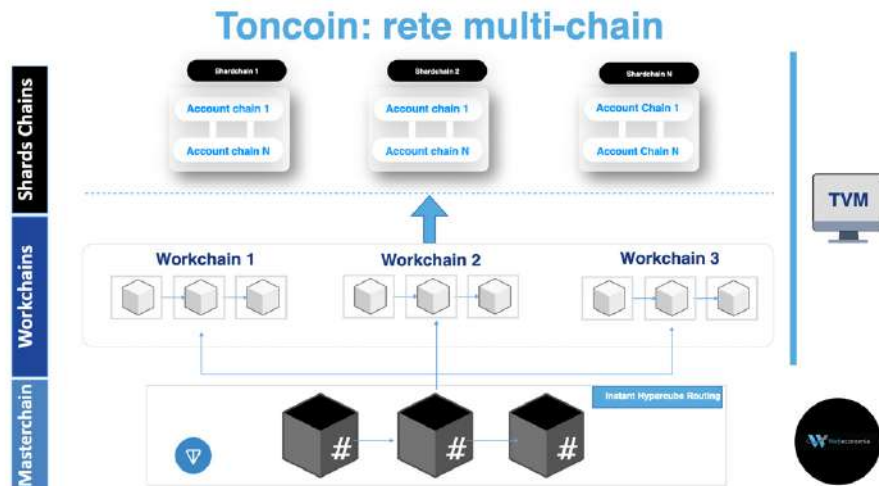 Toncoin: rete multi-chain
Shards Chains
Shardchain 1
Shardchain 2
Shardchain N
Account chain 1
Account chain N
Account chain 1
Account chain N
Account Chain 1
Account Chain N
TVM
Workchains
Workchain 1
Workchain 2
Workchain 3
Masterchain
Instant Hypercube Routing
#
#
#